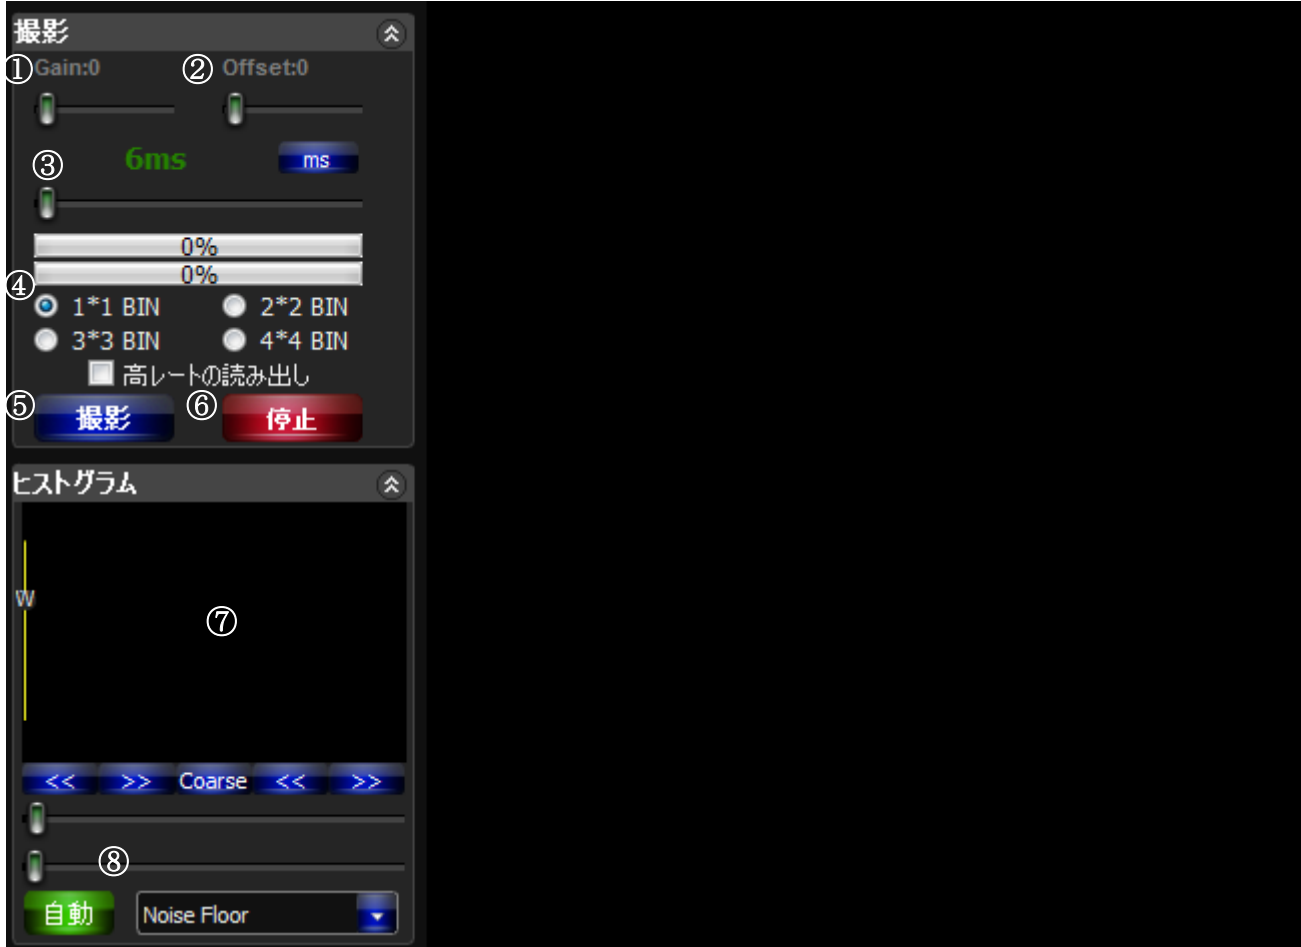 撮影
① Gain:0 ② Offset:0
③ 6ms ms
0%
0%
④
1*1 BIN 2*2 BIN
3*3 BIN 4*4 BIN
高レートの読み出し
⑤ 撮影 ⑥ 停止
ヒストグラム
W
⑦
<< >> Coarse << >>
⑧
自動 Noise Floor